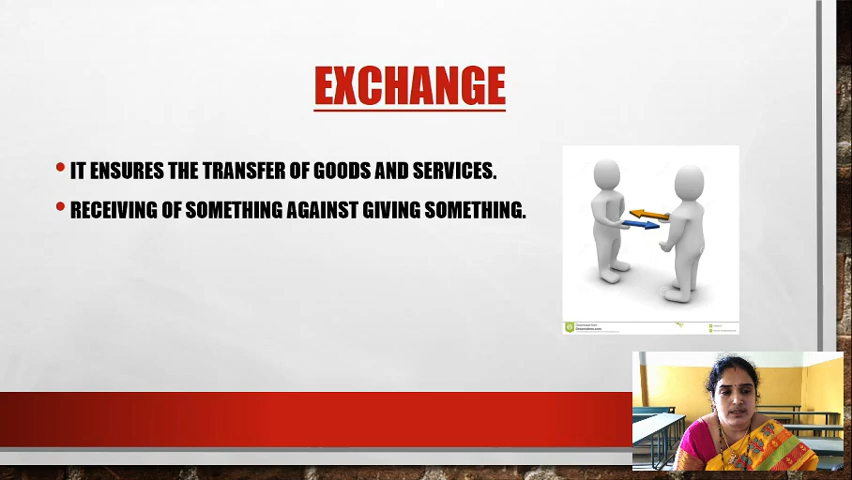 EXCHANGE
IT ENSURES THE TRANSFER OF GOODS AND SERVICES.
RECEIVING OF SOMETHING AGAINST GIVING SOMETHING.